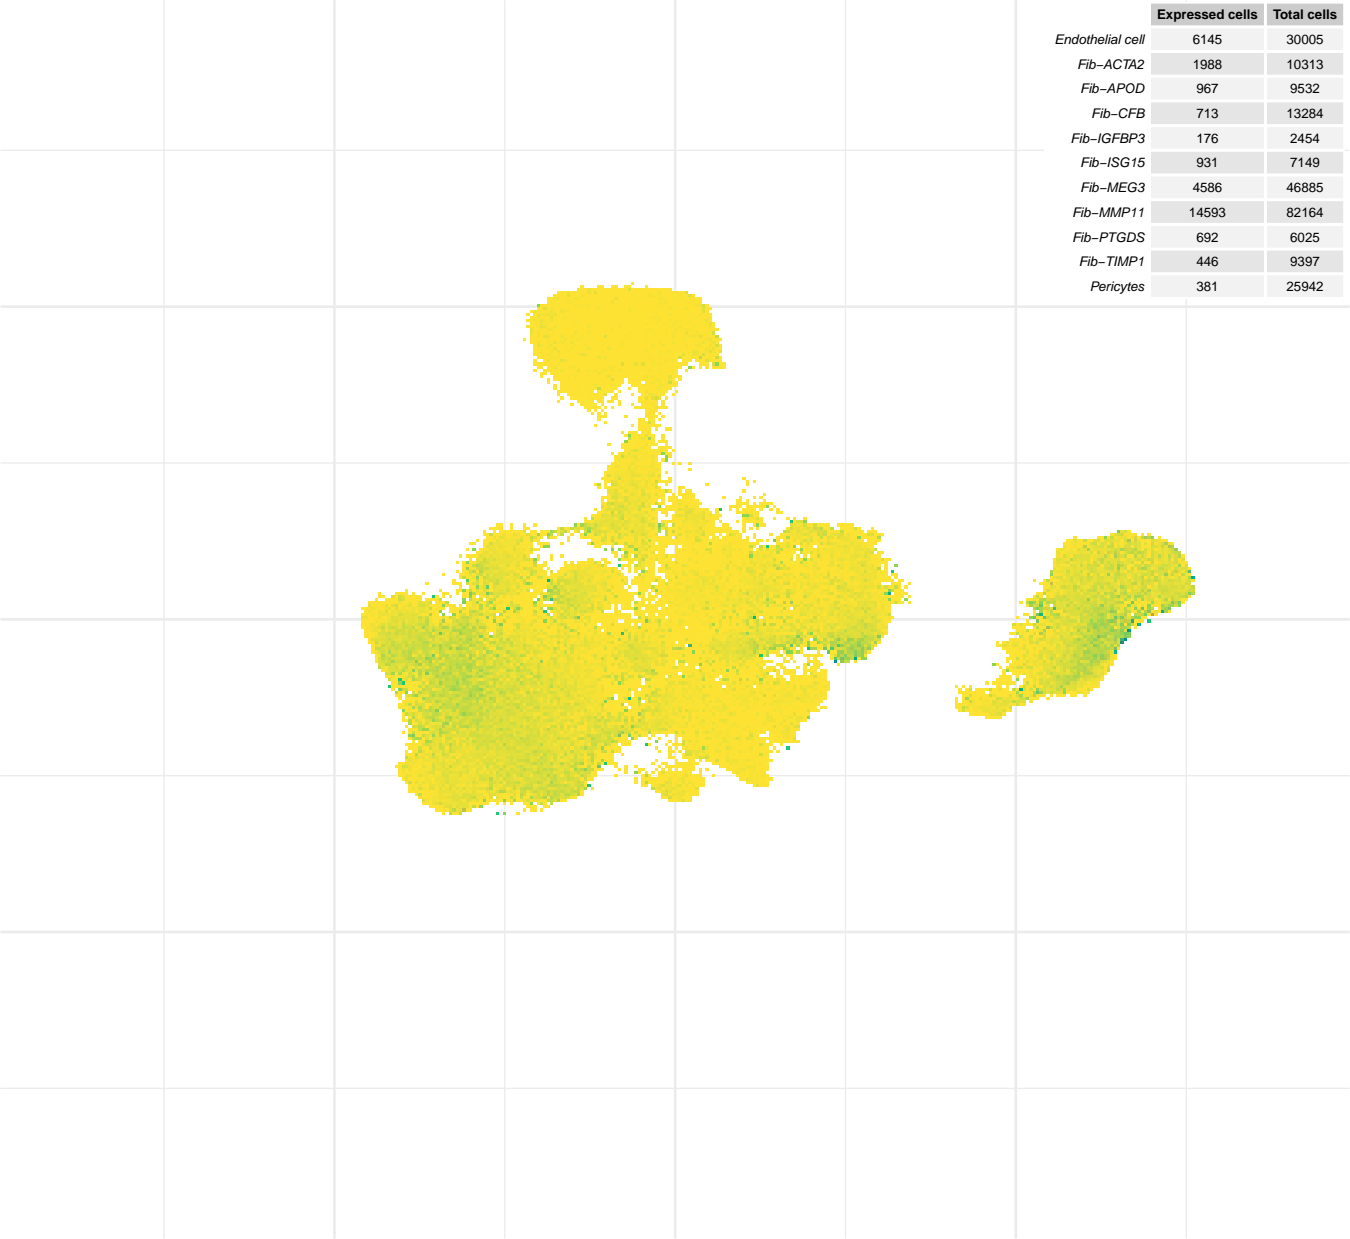 Expressed cells Total cells
Endothelial cell 6145 30005
Fib−ACTA2 1988 10313
Fib−APOD 967 9532
Fib−CFB 713 13284
Fib−IGFBP3 176 2454
Fib−ISG15 931 7149
Fib−MEG3 4586 46885
Fib−MMP11 14593 82164
Fib−PTGDS 692 6025
Fib−TIMP1 446 9397
Pericytes 381 25942